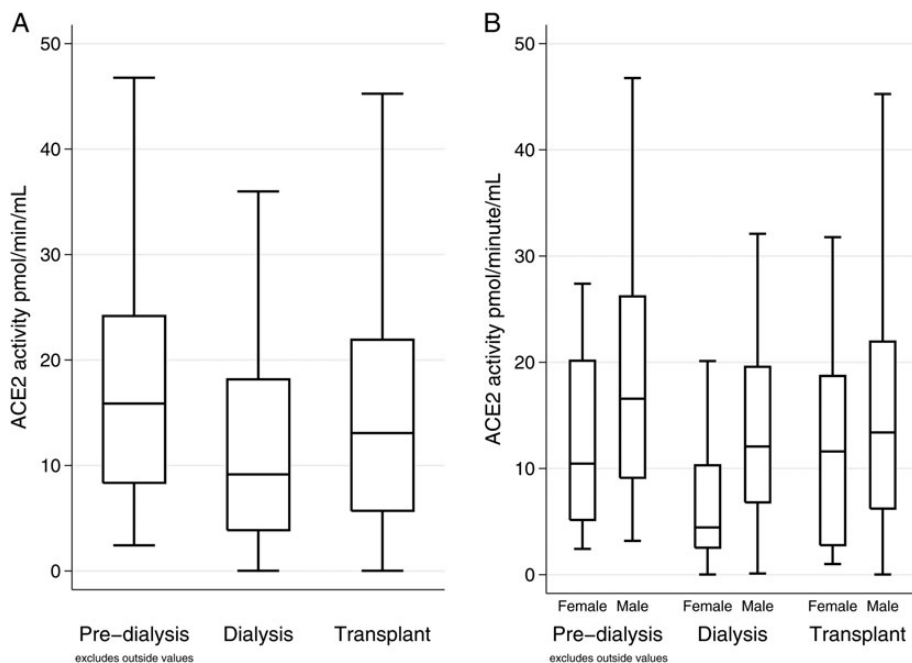 A
ACE2 activity pmol/min/mL
50
40
30
20
10
0
Pre-dialysis Dialysis Transplant
excludes outside values
B
ACE2 activity pmol/minute/mL
50
40
30
20
10
0
Female Male Female Male Female Male
Pre-dialysis Dialysis Transplant
excludes outside values